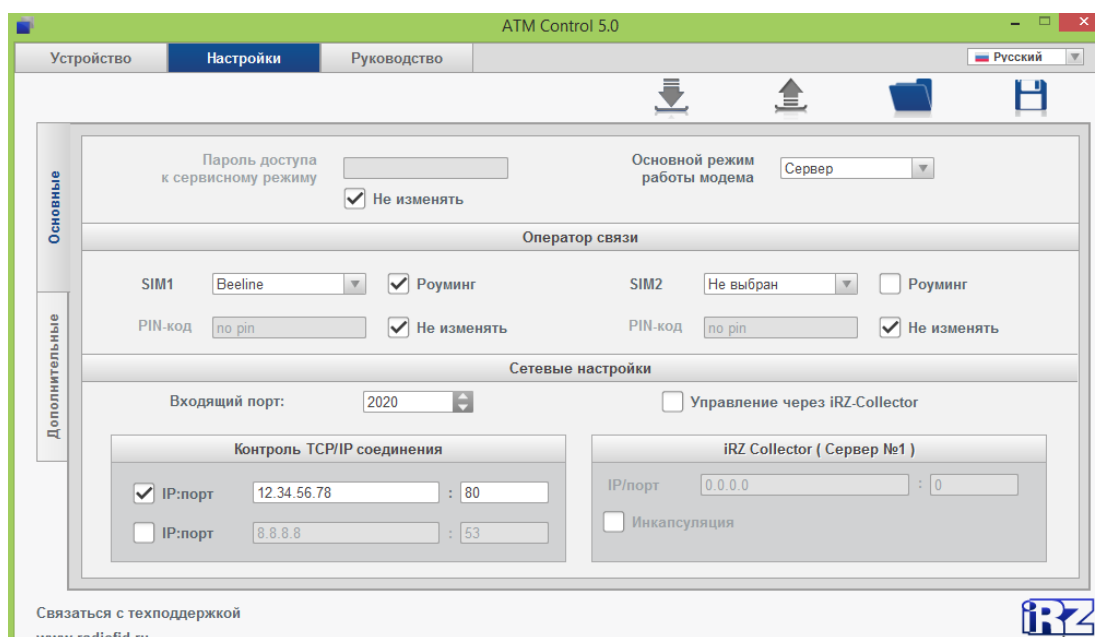 ATM Control 5.0
Устройство Настройки Руководство Русский
Пароль доступа
к сервисному режиму
Основной режим
работы модема
Сервер
Не изменять
Основные
Оператор связи
SIM1 Beeline Роуминг SIM2 Не выбран Роуминг
PIN-код no pin Не изменять PIN-код no pin Не изменять
Дополнительные
Сетевые настройки
Входящий порт: 2020 Управление через iRZ-Collector
Контроль TCP/IP соединения
IP:порт 12.34.56.78 : 80
IP:порт 8.8.8.8 : 53
iRZ Collector ( Сервер №1 )
IP/порт 0.0.0.0 : 0
Инкапсуляция
Связаться с техподдержкой
www.radiofid.ru
iRZ